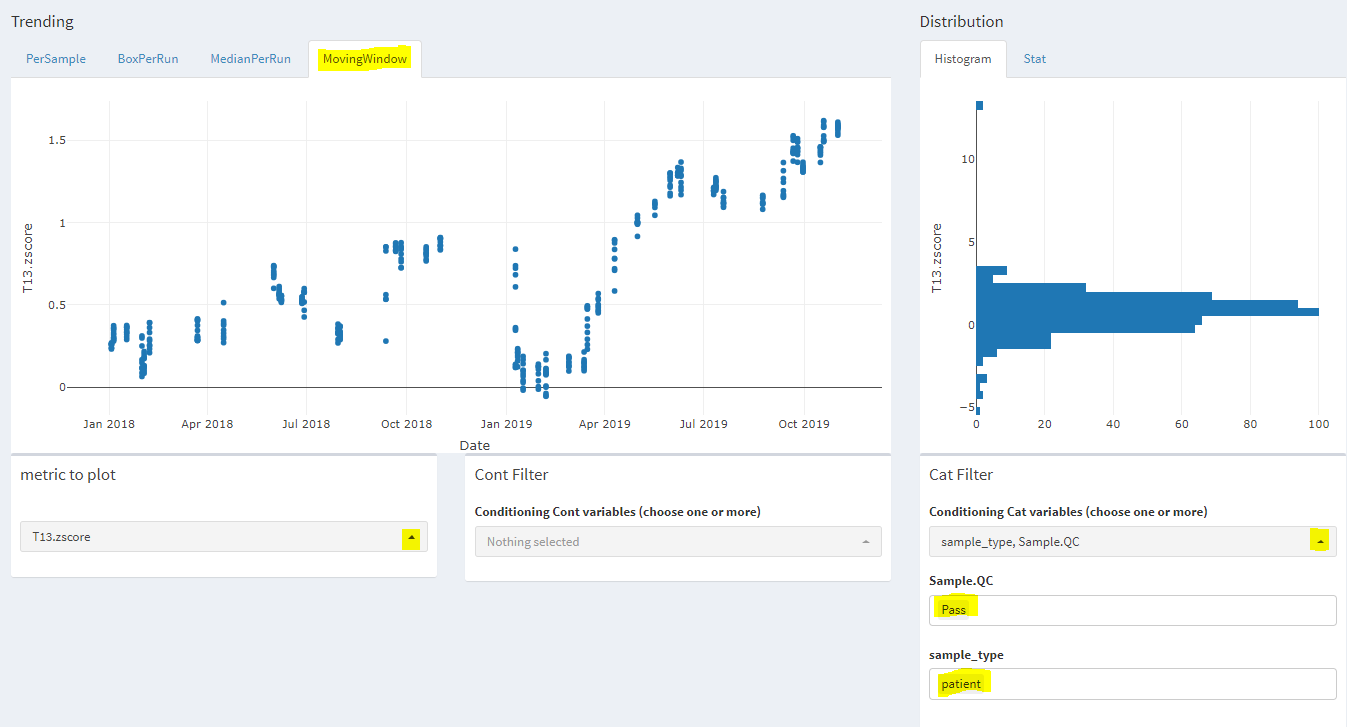 Trending
PerSample BoxPerRun MedianPerRun MovingWindow
T13.zscore
1.5
1
0.5
0
Jan 2018 Apr 2018 Jul 2018 Oct 2018 Jan 2019 Apr 2019 Jul 2019 Oct 2019
Date
Distribution
Histogram Stat
T13.zscore
10
5
0
−5
0 20 40 60 80 100
metric to plot
T13.zscore
Cont Filter
Conditioning Cont variables (choose one or more)
Nothing selected
Cat Filter
Conditioning Cat variables (choose one or more)
sample_type, Sample.QC
Sample.QC
Pass
sample_type
patient